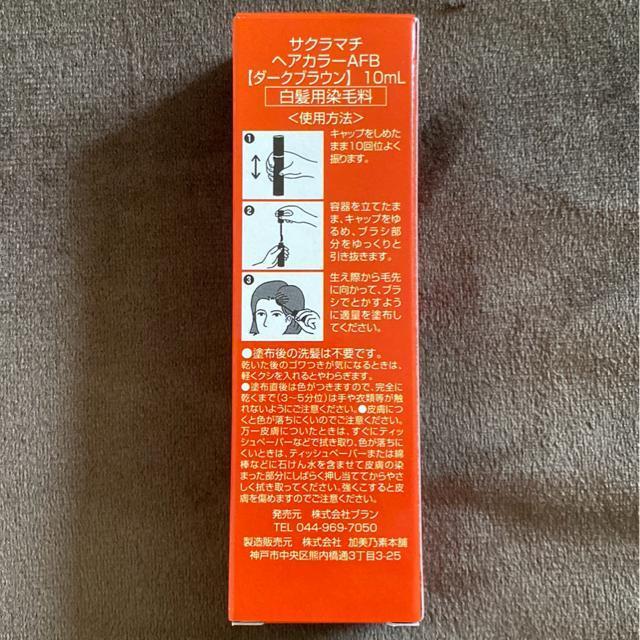 サクラマチ
ヘアカラーAFB
【ダークブラウン】 10mL
白髪用染毛料
＜使用方法＞
1
キャップをしめた
まま10回位よく
振ります。
2
容器を立てたま
ま、キャップをゆ
るめ、ブラシ部
分をゆっくりと
引き抜きます。
3
生え際から毛先
に向かって、ブラ
シでとかすよう
に適量を塗布し
てください。
●塗布後の洗髪は不要です。
乾いた後のゴワつきが気になるときは、
軽くクシを入れるとやわらぎます。
●塗布直後は色がつきますので、完全に
乾くまで（3〜5分位）は手や衣類等が触
れないようにご注意ください。●皮膚につ
くと色が落ちにくいのでご注意ください。
万一皮膚についたときは、すぐにティッ
シュペーパーなどで拭き取り、色が落ちに
くいときは、ティッシュペーパーまたは綿
棒などに石けん水を含ませて皮膚の染
まった部分にしばらく押し当ててからやさ
しく拭き取ってください。強くこすると皮
膚を傷めますのでご注意ください。
発売元 株式会社ブラン
TEL 044-969-7050
製造販売元 株式会社 加美乃素本舗
神戸市中央区熊内橋通3丁目3-25